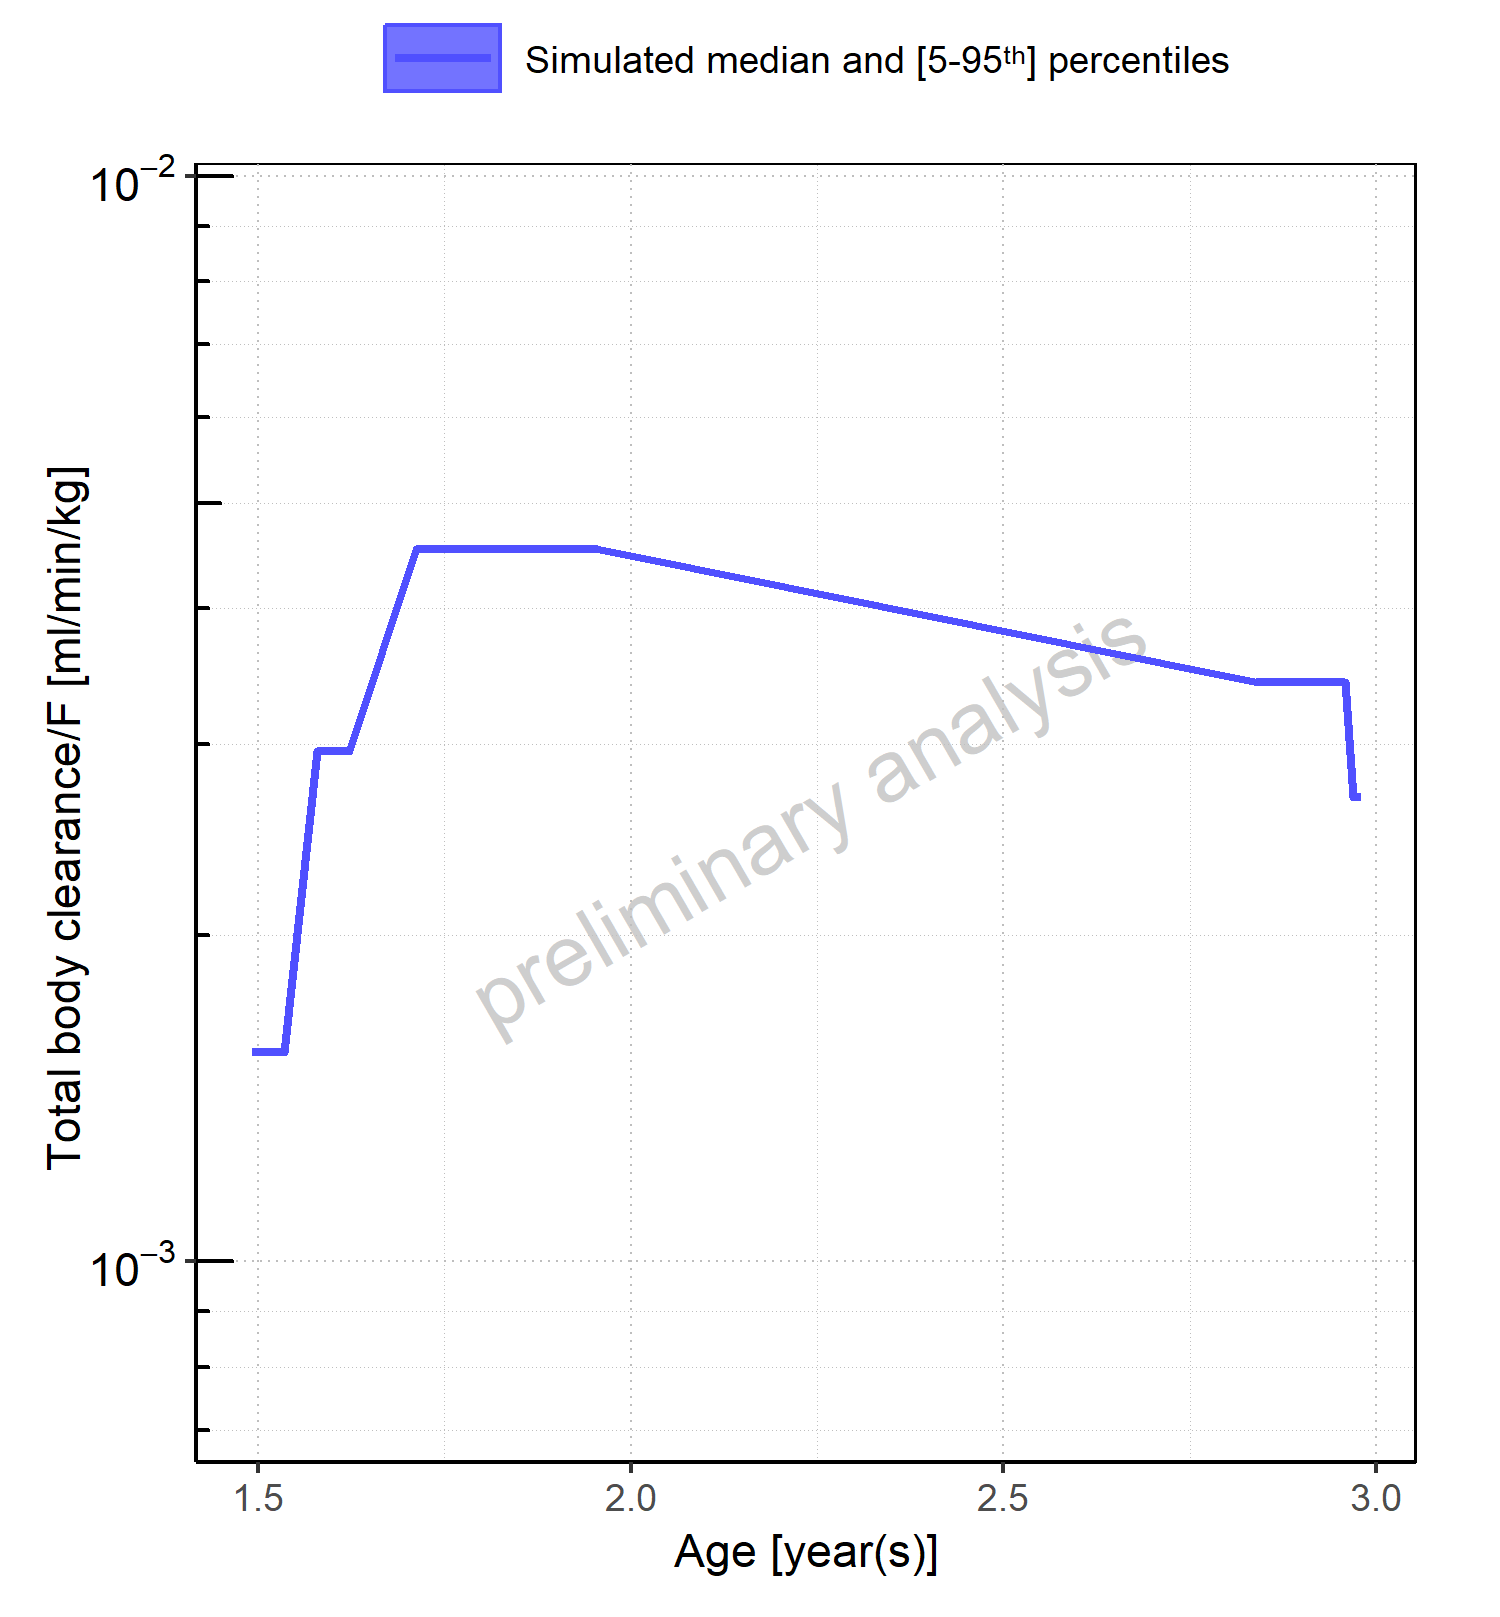 Simulated median and [5-95ᵗʰ] percentiles
10⁻²
Total body clearance/F [ml/min/kg]
preliminary analysis
10⁻³
1.5 2.0 2.5 3.0
Age [year(s)]